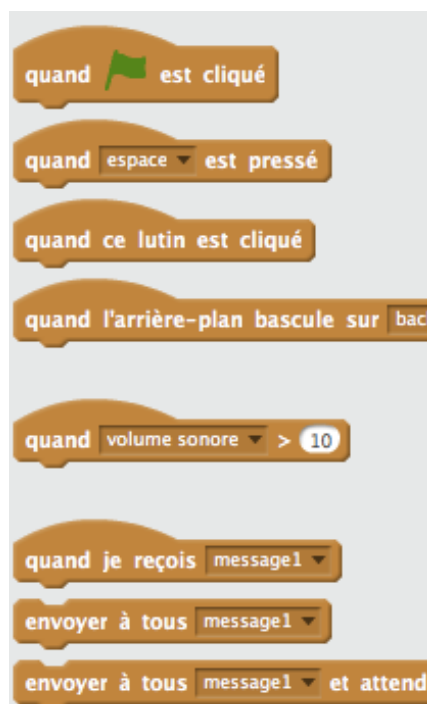 quand est cliqué
quand espace est pressé
quand ce lutin est cliqué
quand l'arrière-plan bascule sur bac
quand volume sonore > 10
quand je reçois message1
envoyer à tous message1
envoyer à tous message1 et attend